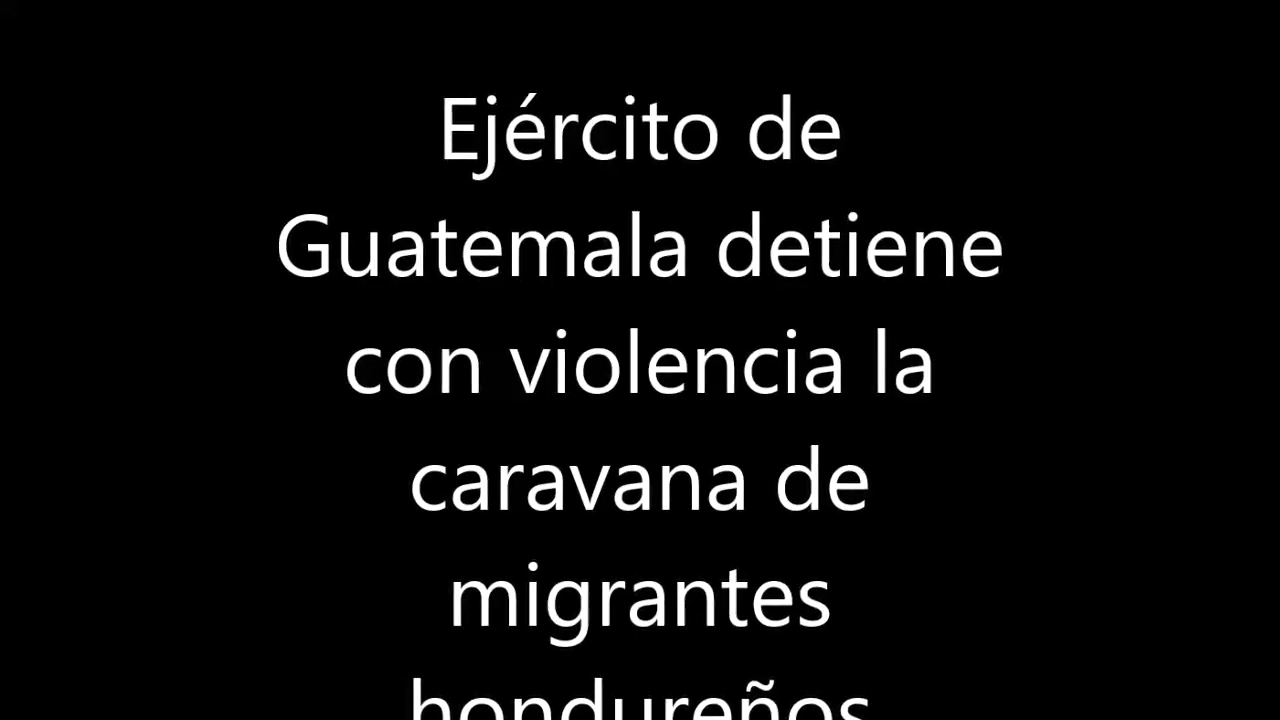 Ejército de
Guatemala detiene
con violencia la
caravana de
migrantes
hondureños